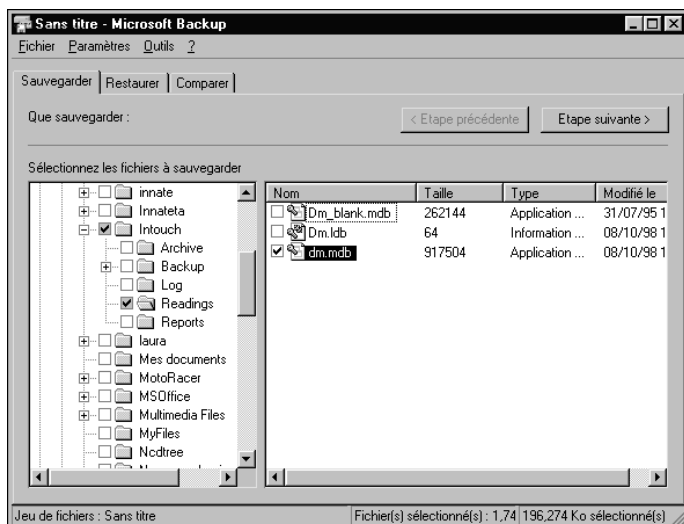 Sans titre - Microsoft Backup
Fichier Paramètres Outils ?
Sauvegarder Restaurer Comparer
Que sauvegarder :
< Etape précédente Etape suivante >
Sélectionnez les fichiers à sauvegarder
innate
Innateta
Intouch
Archive
Backup
Log
Readings
Reports
laura
Mes documents
MotoRacer
MSOffice
Multimedia Files
MyFiles
Ncdtree
Nom Taille Type Modifié le
Dm_blank.mdb 262144 Application ... 31/07/95 1
Dm.ldb 64 Information ... 08/10/98 1
dm.mdb 917504 Application ... 08/10/98 1
Jeu de fichiers : Sans titre
Fichier(s) sélectionné(s) : 1,74 196,274 Ko sélectionné(s)